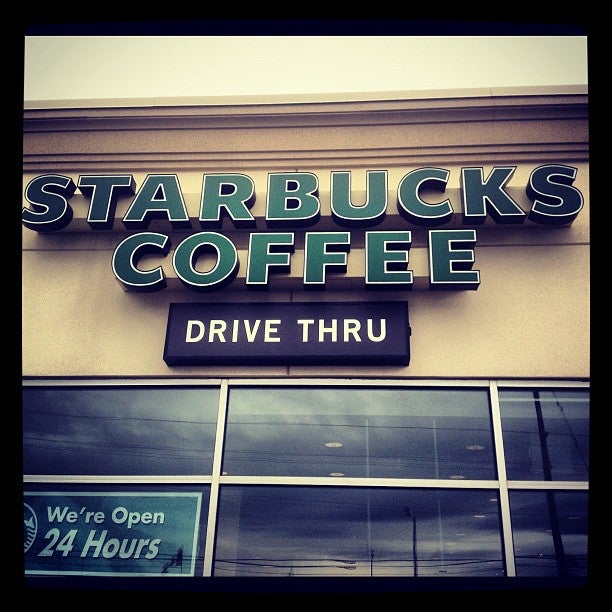 STARBUCKS
COFFEE
DRIVE THRU
We're Open
24 Hours